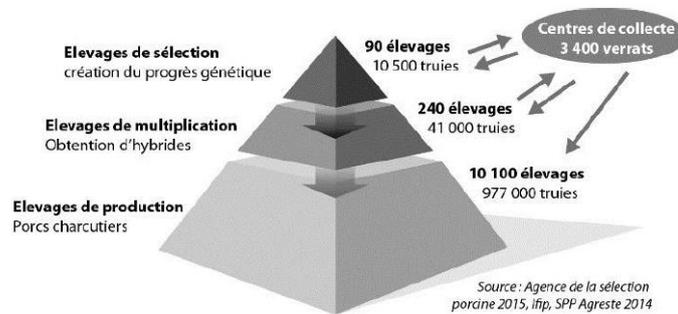 Elevages de sélection
création du progrès génétique
90 élevages
10 500 truies
Centres de collecte
3 400 verrats
Elevages de multiplication
Obtention d'hybrides
240 élevages
41 000 truies
Elevages de production
Porcs charcutiers
10 100 élevages
977 000 truies
Source : Agence de la sélection
porcine 2015, Ifip, SPP Agreste 2014